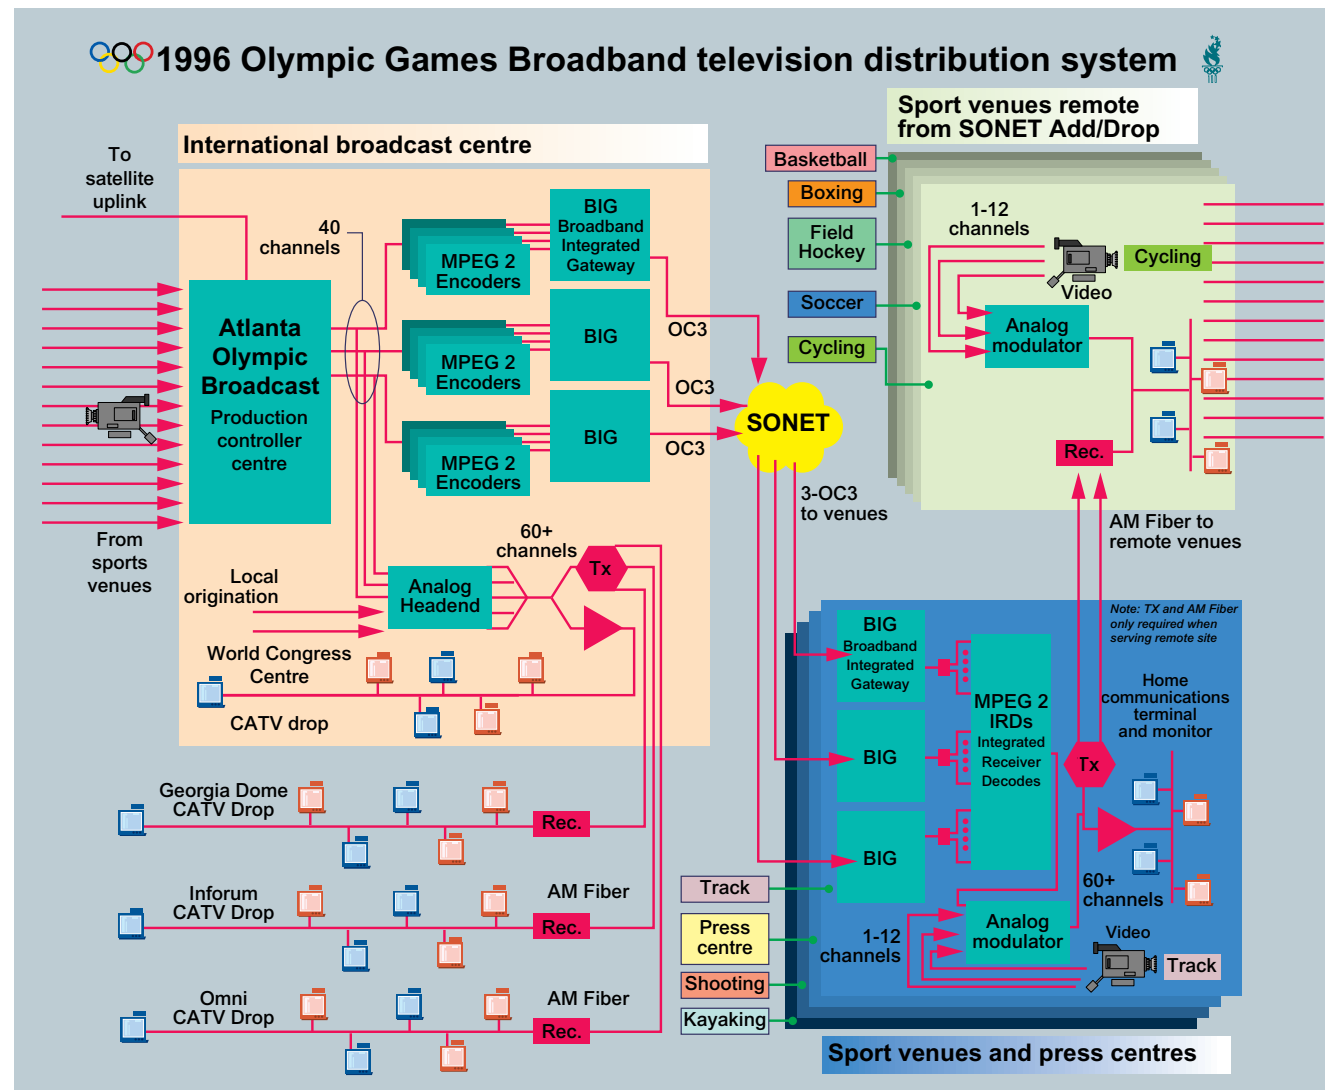 1996 Olympic Games Broadband television distribution system
International broadcast centre
To
satellite
uplink
40
channels
Atlanta
Olympic
Broadcast
Production
controller
centre
From
sports
venues
MPEG 2
Encoders
MPEG 2
Encoders
MPEG 2
Encoders
BIG
Broadband
Integrated
Gateway
BIG
BIG
OC3
OC3
OC3
SONET
3-OC3
to venues
60+
channels
Tx
Local
origination
Analog
Headend
World Congress
Centre
CATV drop
Georgia Dome
CATV Drop
Rec.
Inforum
CATV Drop
AM Fiber
Rec.
Omni
CATV Drop
AM Fiber
Rec.
Sport venues remote
from SONET Add/Drop
Basketball
Boxing
Field
Hockey
Soccer
Cycling
1-12
channels
Video
Cycling
Analog
modulator
Rec.
AM Fiber to
remote venues
Note: TX and AM Fiber
only required when
serving remote site
BIG
Broadband
Integrated
Gateway
BIG
BIG
MPEG 2
IRDs
Integrated
Receiver
Decodes
Home
communications
terminal
and monitor
Tx
60+
channels
Track
Press
centre
Shooting
Kayaking
1-12
channels
Analog
modulator
Video
Track
Sport venues and press centres